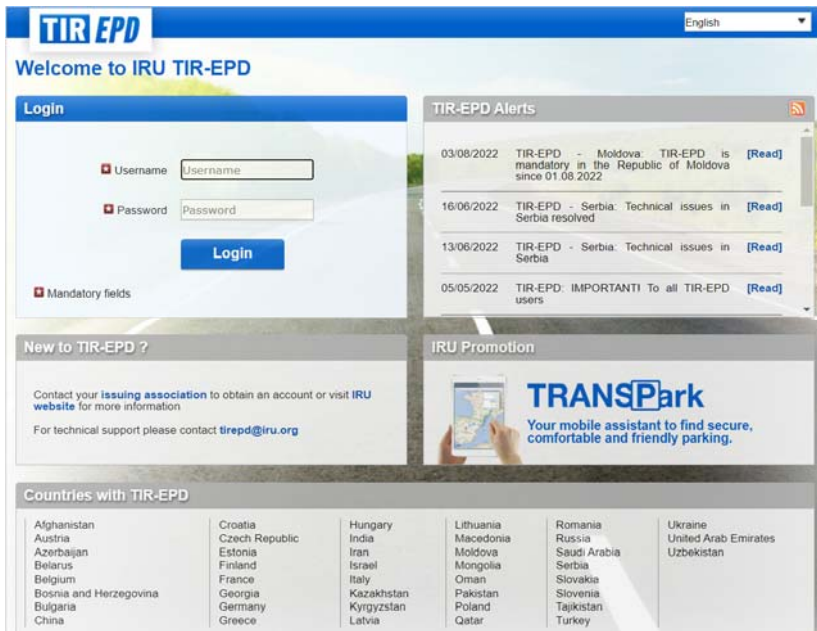 TIR EPD
English
Welcome to IRU TIR-EPD
Login
Username
Username
Password
Password
Login
Mandatory fields
TIR-EPD Alerts
03/08/2022 TIR-EPD - Moldova: TIR-EPD is [Read]
mandatory in the Republic of Moldova
since 01.08.2022
16/06/2022 TIR-EPD - Serbia: Technical issues in [Read]
Serbia resolved
13/06/2022 TIR-EPD - Serbia: Technical issues in [Read]
Serbia
05/05/2022 TIR-EPD: IMPORTANT! To all TIR-EPD [Read]
users
New to TIR-EPD ?
Contact your issuing association to obtain an account or visit IRU
website for more information
For technical support please contact tirepd@iru.org
IRU Promotion
TRANSPark
Your mobile assistant to find secure,
comfortable and friendly parking.
Countries with TIR-EPD
Afghanistan
Austria
Azerbaijan
Belarus
Belgium
Bosnia and Herzegovina
Bulgaria
China
Croatia
Czech Republic
Estonia
Finland
France
Georgia
Germany
Greece
Hungary
India
Iran
Israel
Italy
Kazakhstan
Kyrgyzstan
Latvia
Lithuania
Macedonia
Moldova
Mongolia
Oman
Pakistan
Poland
Qatar
Romania
Russia
Saudi Arabia
Serbia
Slovakia
Slovenia
Tajikistan
Turkey
Ukraine
United Arab Emirates
Uzbekistan